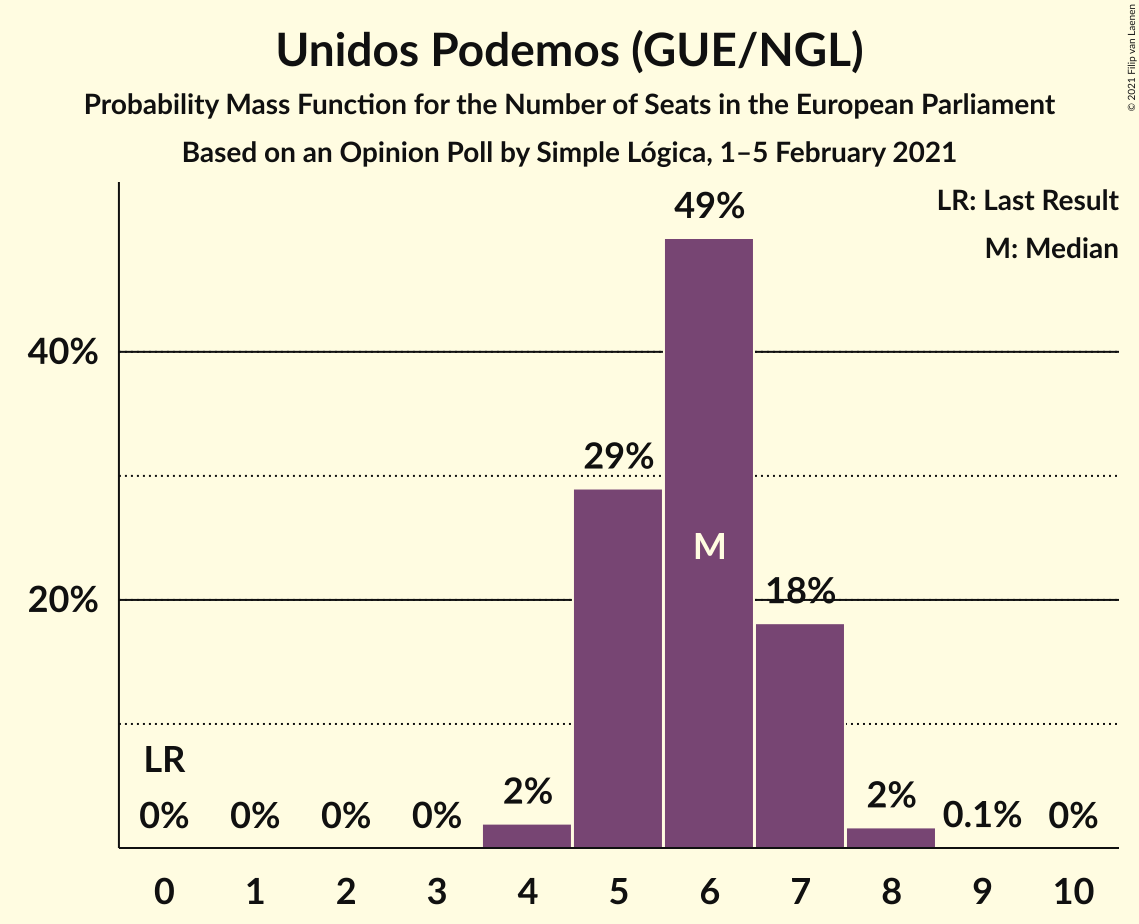 Unidos Podemos (GUE/NGL)
Probability Mass Function for the Number of Seats in the European Parliament
Based on an Opinion Poll by Simple Lógica, 1–5 February 2021
© 2021 Filip van Laenen
LR: Last Result
M: Median
49%
40%
29%
M
20%
18%
LR
0%
0%
0%
0%
2%
2%
0.1%
0%
0 1 2 3 4 5 6 7 8 9 10